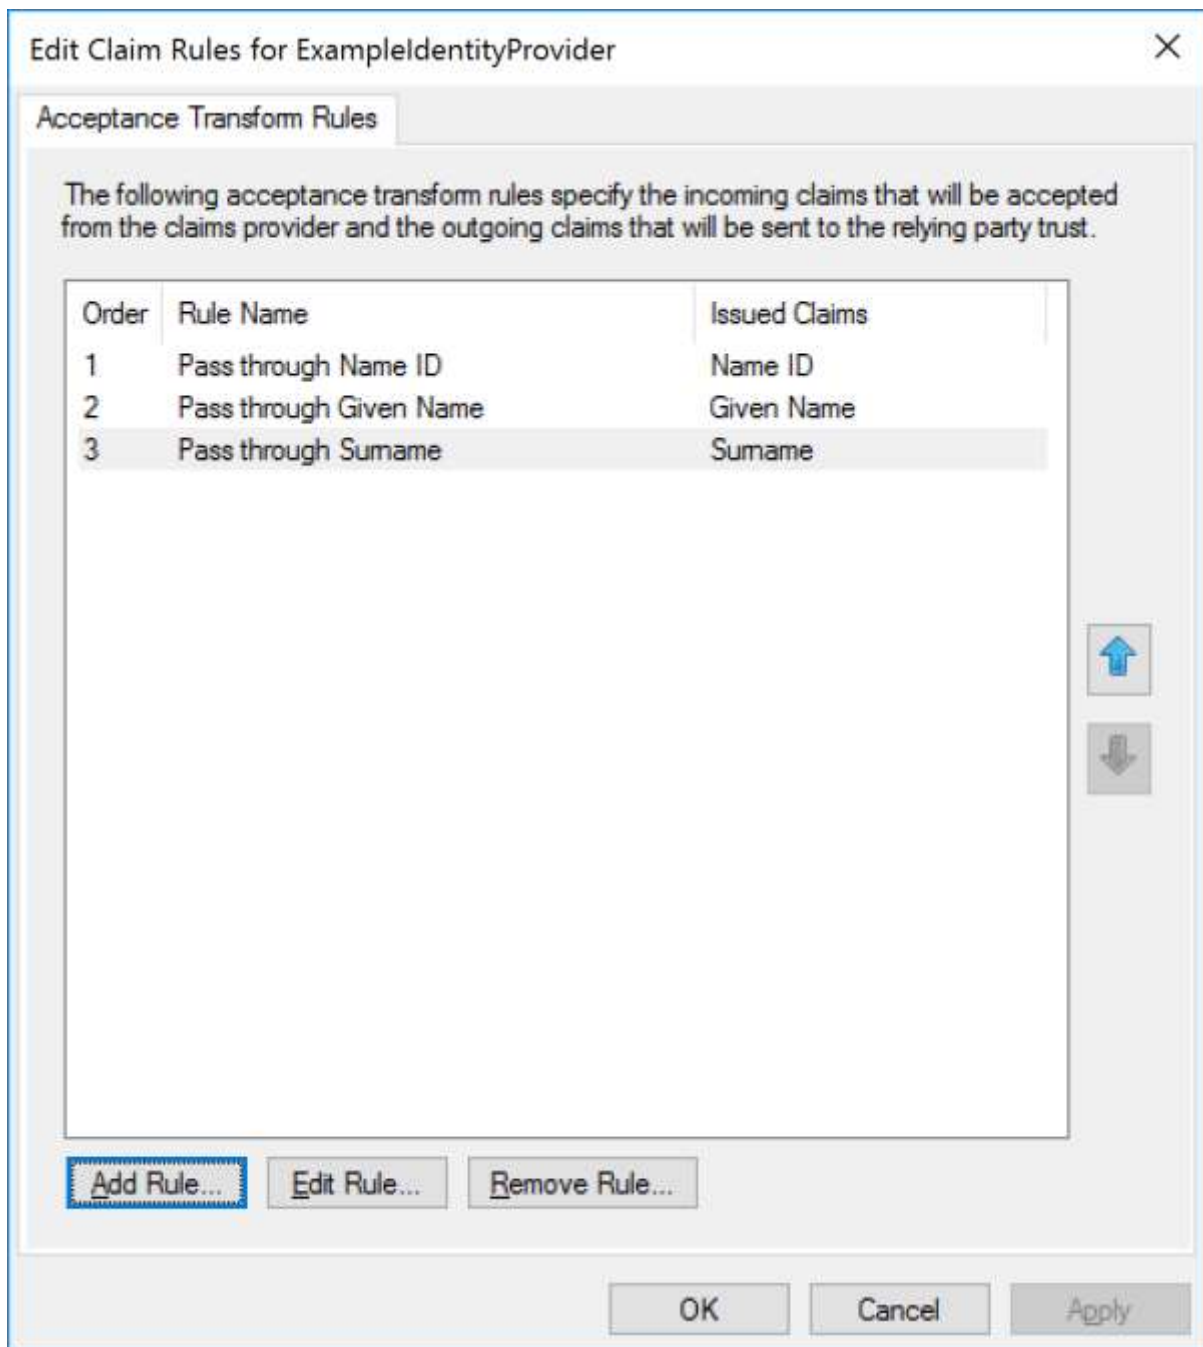 Edit Claim Rules for ExampleIdentityProvider
Acceptance Transform Rules
The following acceptance transform rules specify the incoming claims that will be accepted
from the claims provider and the outgoing claims that will be sent to the relying party trust.
Order Rule Name Issued Claims
1 Pass through Name ID Name ID
2 Pass through Given Name Given Name
3 Pass through Surname Surname
Add Rule... Edit Rule... Remove Rule...
OK Cancel Apply